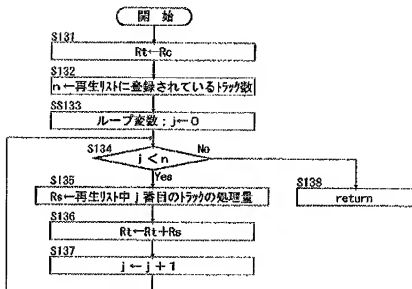 開 始
S131
Rt←Rc
S132
n←再生リストに登録されているトラック数
SS133
ループ変数；j←0
S134
j＜n
No
Yes
S135
Rs←再生リスト中j番目のトラックの処理量
S138
return
S136
Rt←Rt+Rs
S137
j←j+1